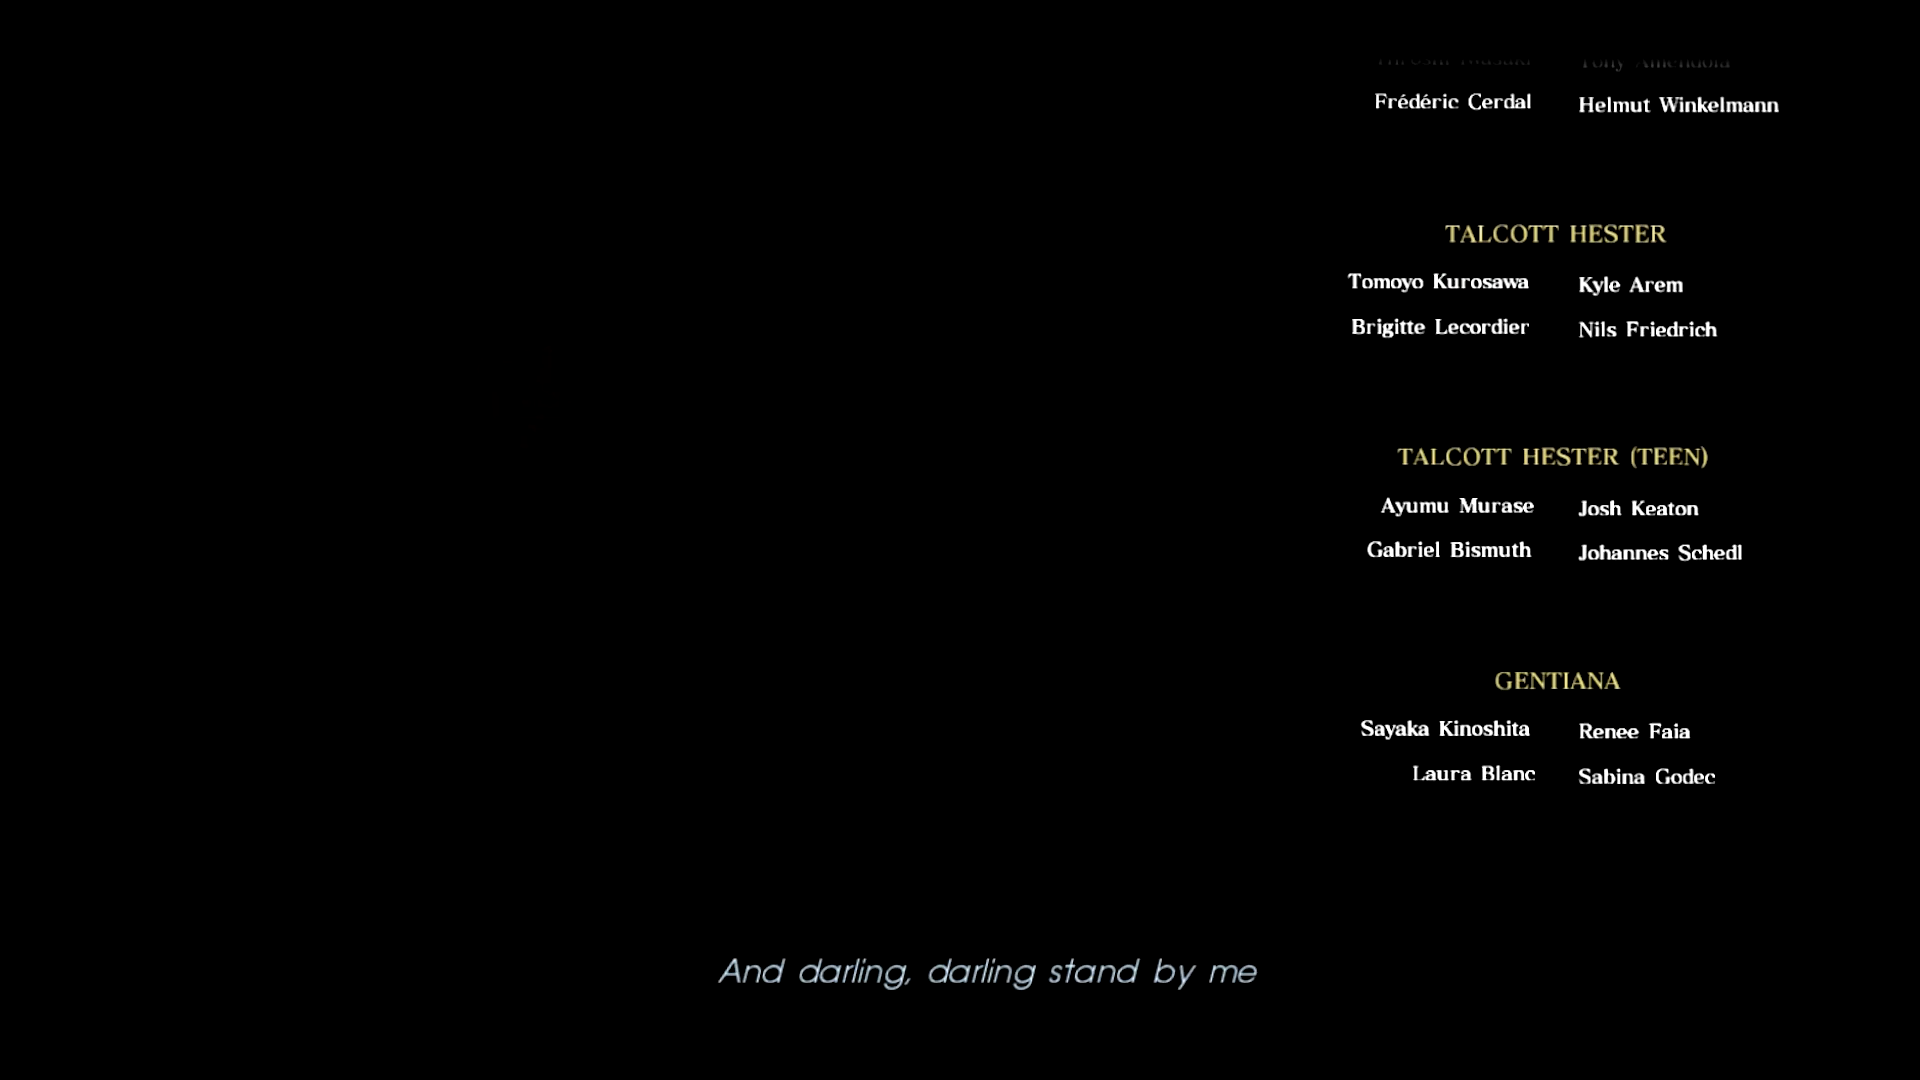 Tony Amendola
Frédéric Cerdal Helmut Winkelmann
TALCOTT HESTER
Tomoyo Kurosawa Kyle Arem
Brigitte Lecordier Nils Friedrich
TALCOTT HESTER (TEEN)
Ayumu Murase Josh Keaton
Gabriel Bismuth Johannes Schedl
GENTIANA
Sayaka Kinoshita Renee Faia
Laura Blanc Sabina Godec
And darling, darling stand by me